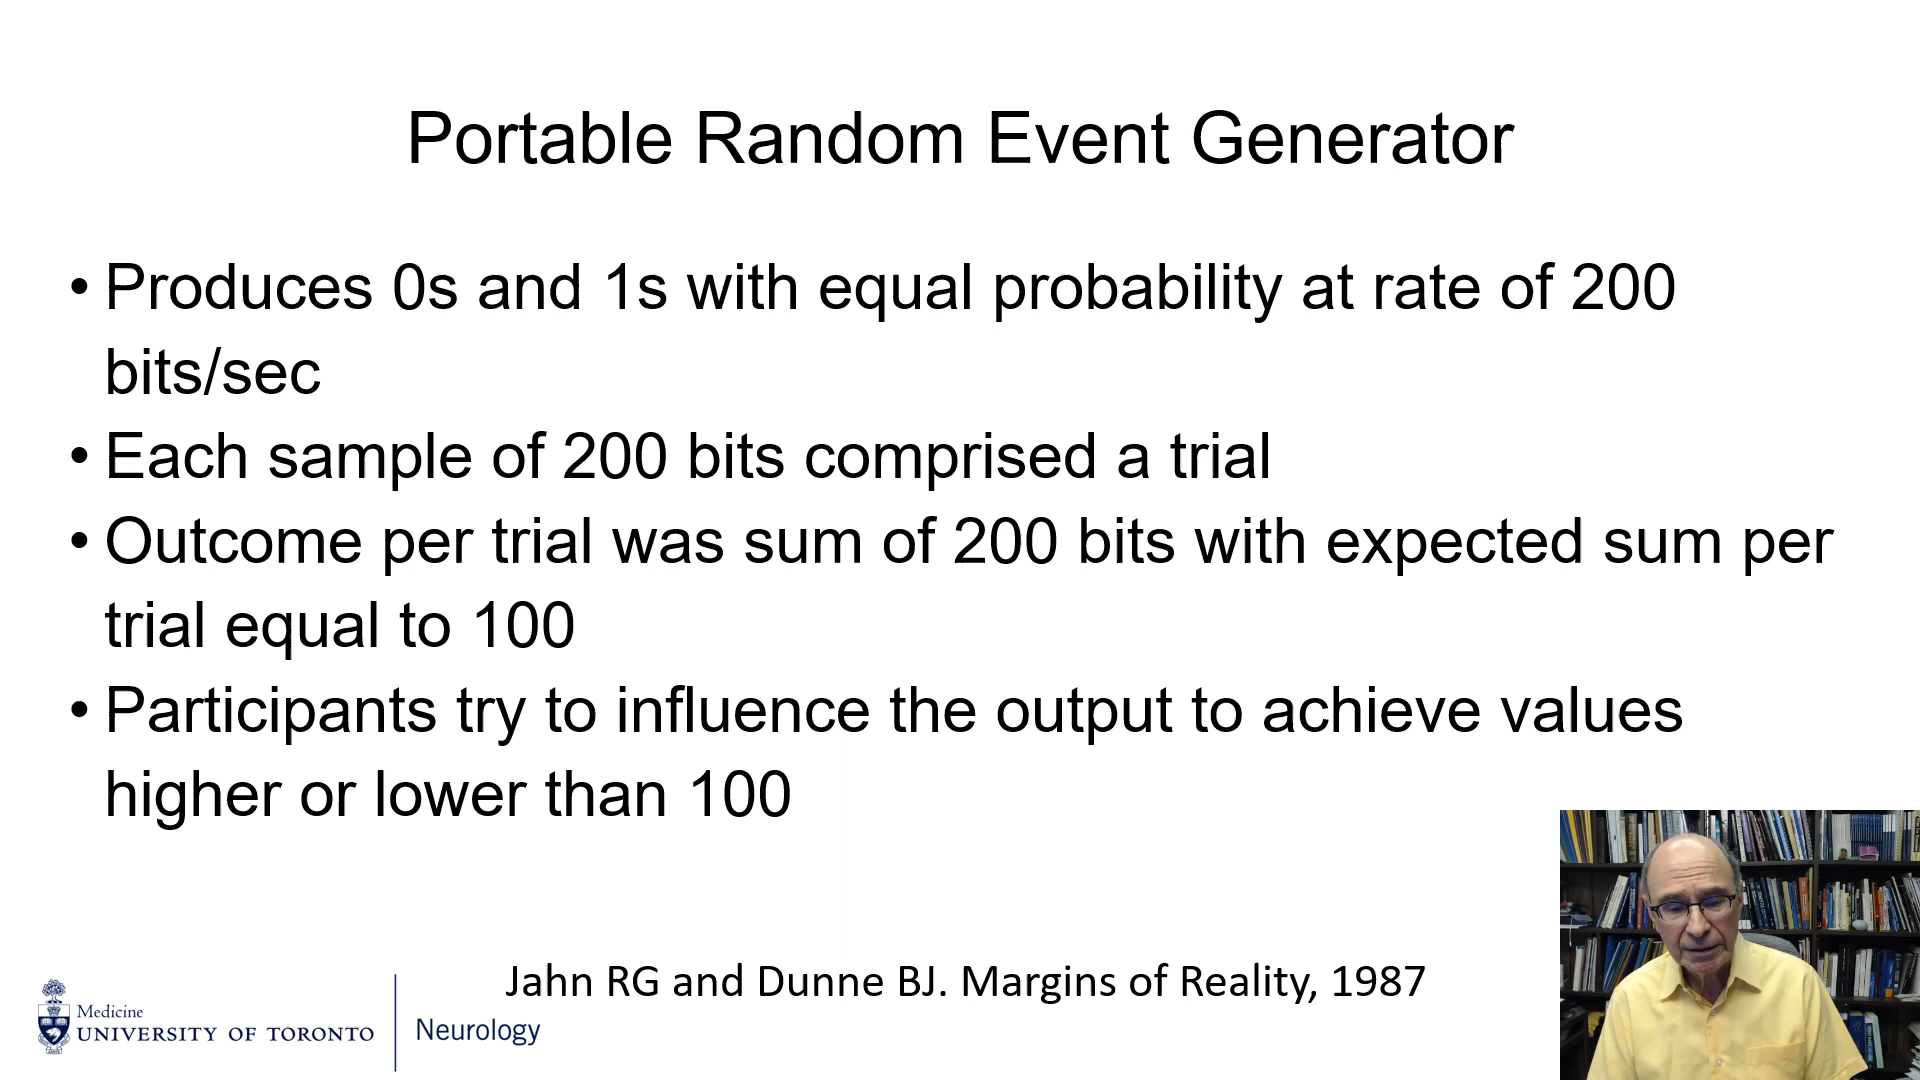 Portable Random Event Generator
• Produces 0s and 1s with equal probability at rate of 200
bits/sec
• Each sample of 200 bits comprised a trial
• Outcome per trial was sum of 200 bits with expected sum per
trial equal to 100
• Participants try to influence the output to achieve values
higher or lower than 100
Jahn RG and Dunne BJ. Margins of Reality, 1987
Medicine
UNIVERSITY OF TORONTO
Neurology